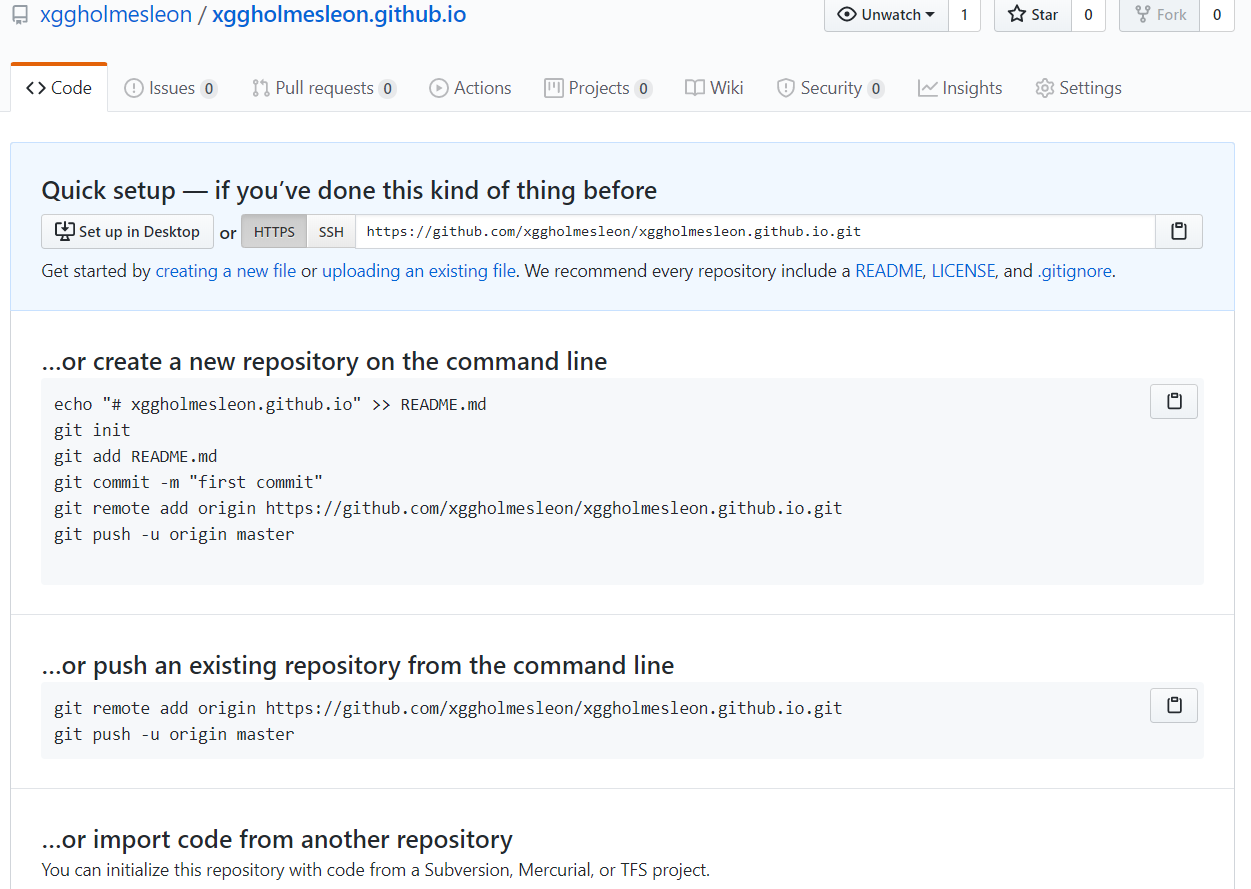 xggholmesleon / xggholmesleon.github.io
Unwatch 1 Star 0 Fork 0
Code Issues 0 Pull requests 0 Actions Projects 0 Wiki Security 0 Insights Settings
Quick setup — if you’ve done this kind of thing before
Set up in Desktop or HTTPS SSH https://github.com/xggholmesleon/xggholmesleon.github.io.git
Get started by creating a new file or uploading an existing file. We recommend every repository include a README, LICENSE, and .gitignore.
…or create a new repository on the command line
echo "# xggholmesleon.github.io" >> README.md
git init
git add README.md
git commit -m "first commit"
git remote add origin https://github.com/xggholmesleon/xggholmesleon.github.io.git
git push -u origin master
…or push an existing repository from the command line
git remote add origin https://github.com/xggholmesleon/xggholmesleon.github.io.git
git push -u origin master
…or import code from another repository
You can initialize this repository with code from a Subversion, Mercurial, or TFS project.